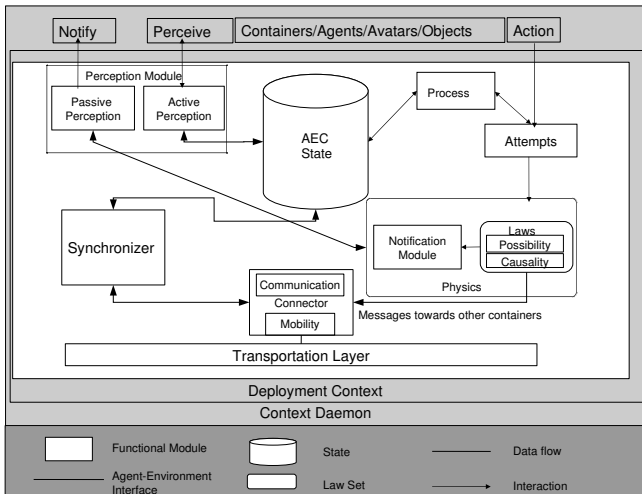 Notify
Perceive
Containers/Agents/Avatars/Objects
Action
Perception Module
Passive
Perception
Active
Perception
AEC
State
Process
Attempts
Synchronizer
Notification
Module
Laws
Possibility
Causality
Physics
Communication
Connector
Mobility
Messages towards other containers
Transportation Layer
Deployment Context
Context Daemon
Functional Module
State
Data flow
Agent-Environment
Interface
Law Set
Interaction